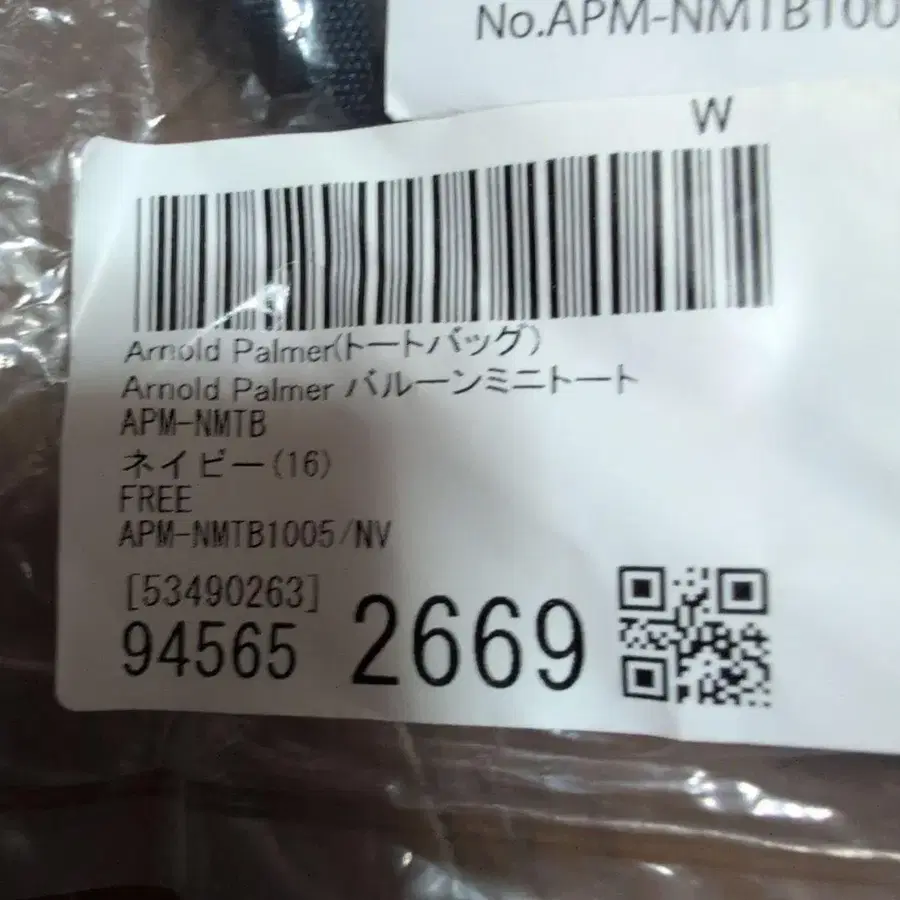 No.APM-NMTB100
W
Arnold Palmer(トートバッグ)
Arnold Palmer バルーンミニトート
APM-NMTB
ネイビー(16)
FREE
APM-NMTB1005/NV
[53490263]
94565 2669